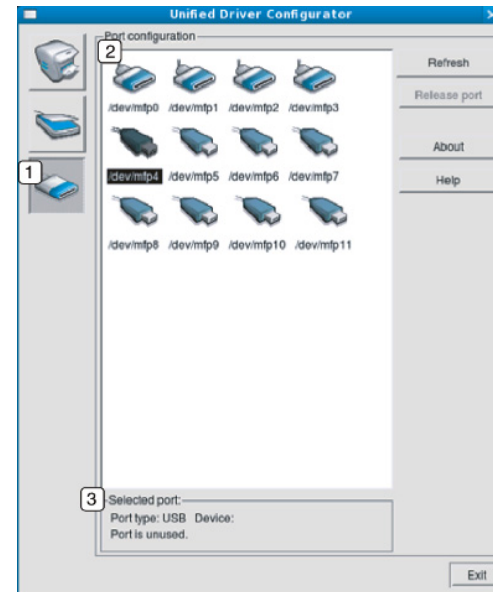 Unified Driver Configurator
Port configuration
2
Refresh
/dev/mfp0 /dev/mfp1 /dev/mfp2 /dev/mfp3
Release port
About
1
/dev/mfp4 /dev/mfp5 /dev/mfp6 /dev/mfp7
Help
/dev/mfp8 /dev/mfp9 /dev/mfp10 /dev/mfp11
3
Selected port:
Port type: USB Device:
Port is unused.
Exit